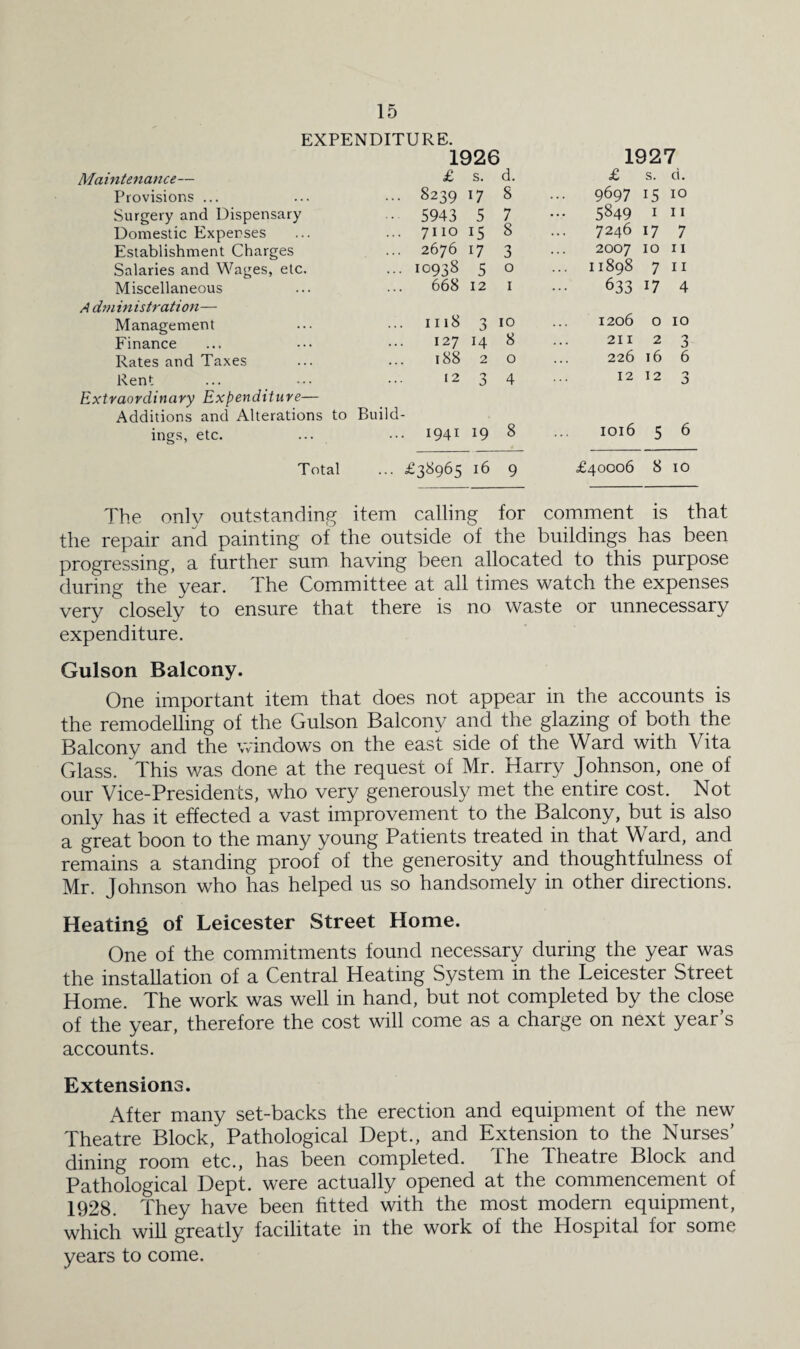 15
EXPENDITURE.
1926 1927
Maintenance— £ s. d. £ s. d.
Provisions ... ... ... 8239 17 8 ... 9697 15 10
Surgery and Dispensary ... 5943 5 7 ... 5849 1 11
Domestic Expenses ... ... 7110 15 8 ... 7246 17 7
Establishment Charges ... 2676 17 3 ... 2007 10 11
Salaries and Wages, etc. ... 10938 5 0 ... 11898 7 11
Miscellaneous ... ... 668 12 1 ... 633 17 4
Administration—
Management ... ... 1118 3 10 ... 1206 0 10
Finance ... ... ... 127 14 8 ... 211 2 3
Rates and Taxes ... ... 188 2 0 ... 226 16 6
Rent ... ... ... 12 3 4 ... 12 12 3
Extraordinary Expenditure—
Additions and Alterations to Build-
ings, etc. ... ... 1941 19 8 ... 1016 5 6
Total ... £38965 16 9 £40006 8 10
The only outstanding item calling for comment is that
the repair and painting of the outside of the buildings has been
progressing, a further sum having been allocated to this purpose
during the year. The Committee at all times watch the expenses
very closely to ensure that there is no waste or unnecessary
expenditure.
Gulson Balcony.
One important item that does not appear in the accounts is
the remodelling of the Gulson Balcony and the glazing of both the
Balcony and the windows on the east side of the Ward with Vita
Glass. This was done at the request of Mr. Harry Johnson, one of
our Vice-Presidents, who very generously met the entire cost. Not
only has it effected a vast improvement to the Balcony, but is also
a great boon to the many young Patients treated in that Ward, and
remains a standing proof of the generosity and thoughtfulness of
Mr. Johnson who has helped us so handsomely in other directions.
Heating of Leicester Street Home.
One of the commitments found necessary during the year was
the installation of a Central Heating System in the Leicester Street
Home. The work was well in hand, but not completed by the close
of the year, therefore the cost will come as a charge on next year's
accounts.
Extensions.
After many set-backs the erection and equipment of the new
Theatre Block, Pathological Dept., and Extension to the Nurses'
dining room etc., has been completed. The Theatre Block and
Pathological Dept. were actually opened at the commencement of
1928. They have been fitted with the most modern equipment,
which will greatly facilitate in the work of the Hospital for some
years to come.